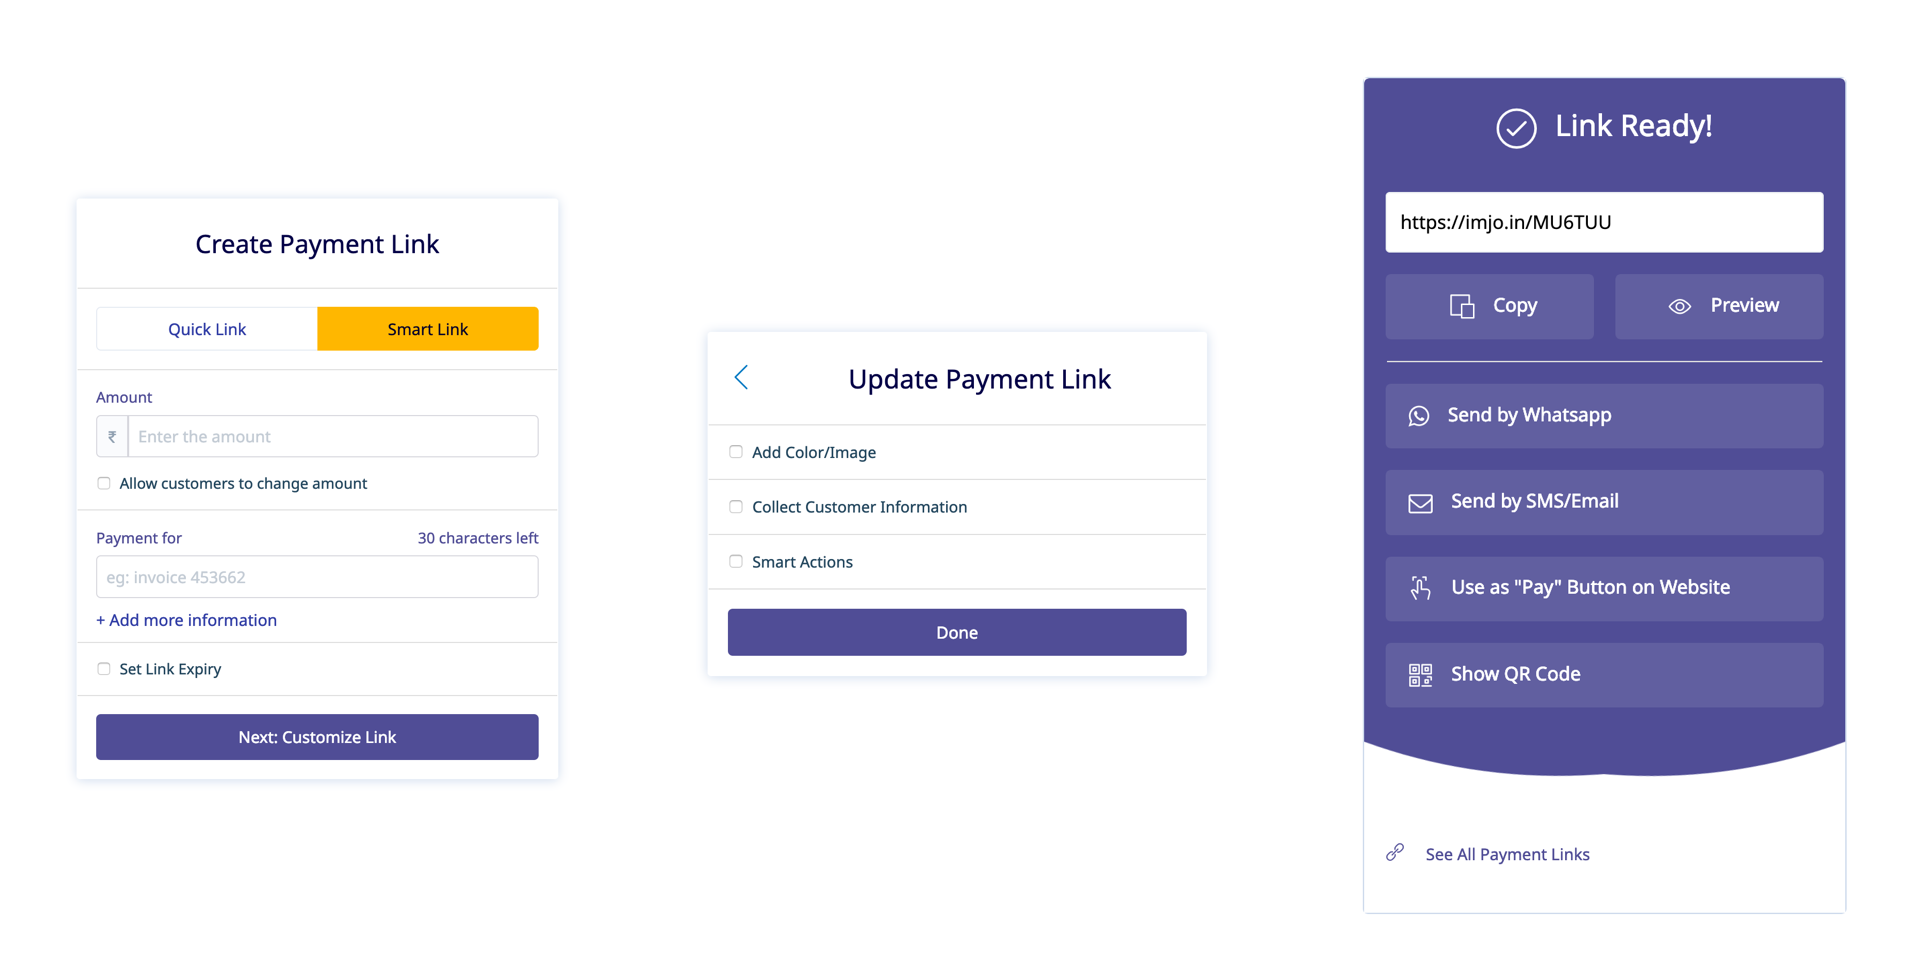 Create Payment Link
Quick Link
Smart Link
Amount
₹ Enter the amount
Allow customers to change amount
Payment for
30 characters left
eg: invoice 453662
+ Add more information
Set Link Expiry
Next: Customize Link
Update Payment Link
Add Color/Image
Collect Customer Information
Smart Actions
Done
Link Ready!
https://imjo.in/MU6TUU
Copy
Preview
Send by Whatsapp
Send by SMS/Email
Use as "Pay" Button on Website
Show QR Code
See All Payment Links